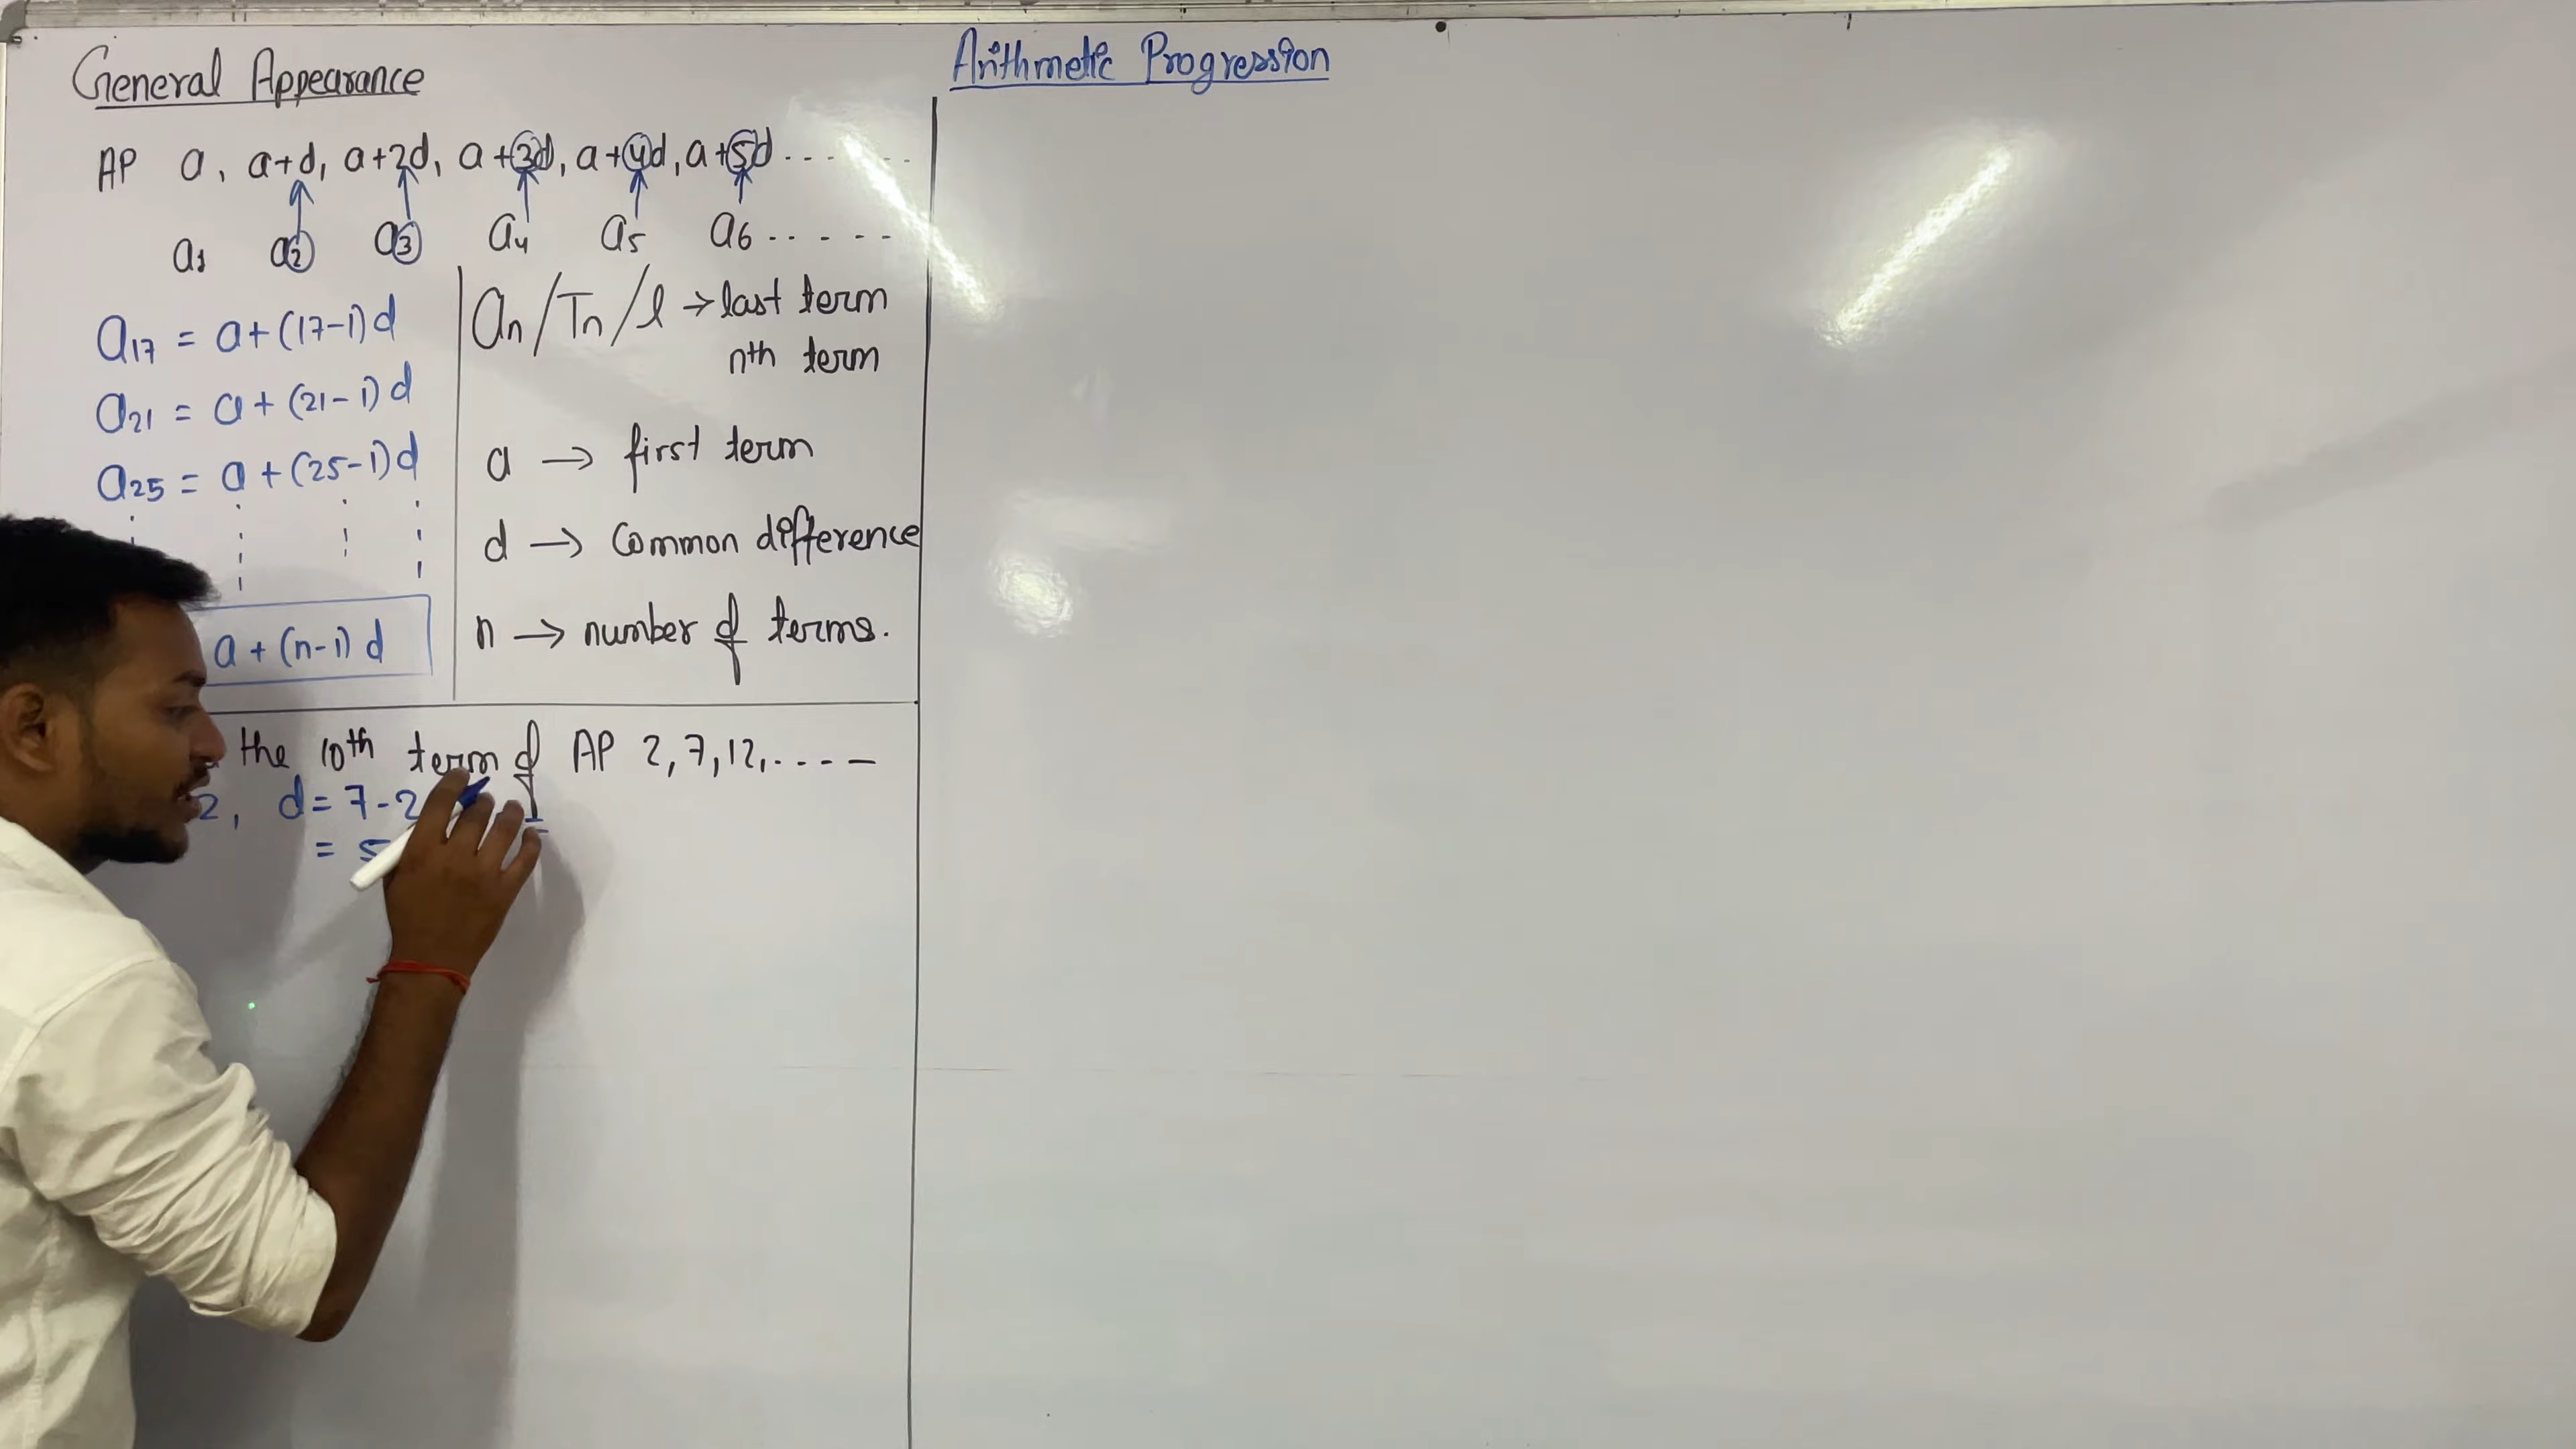 General Appearance
AP a, a+d, a+2d, a+3d, a+4d, a+5d ......
a₁ a₂ a₃ a₄ a₅ a₆ .....
a₁₇ = a+(17-1)d
a₂₁ = a+(21-1)d
a₂₅ = a+(25-1)d
a+(n-1)d
aₙ/Tₙ/l → last term
nth term
a → first term
d → Common difference
n → number of terms.
the 10th term of AP 2, 7, 12, ....
2, d = 7-2
= 5
Arithmetic Progression